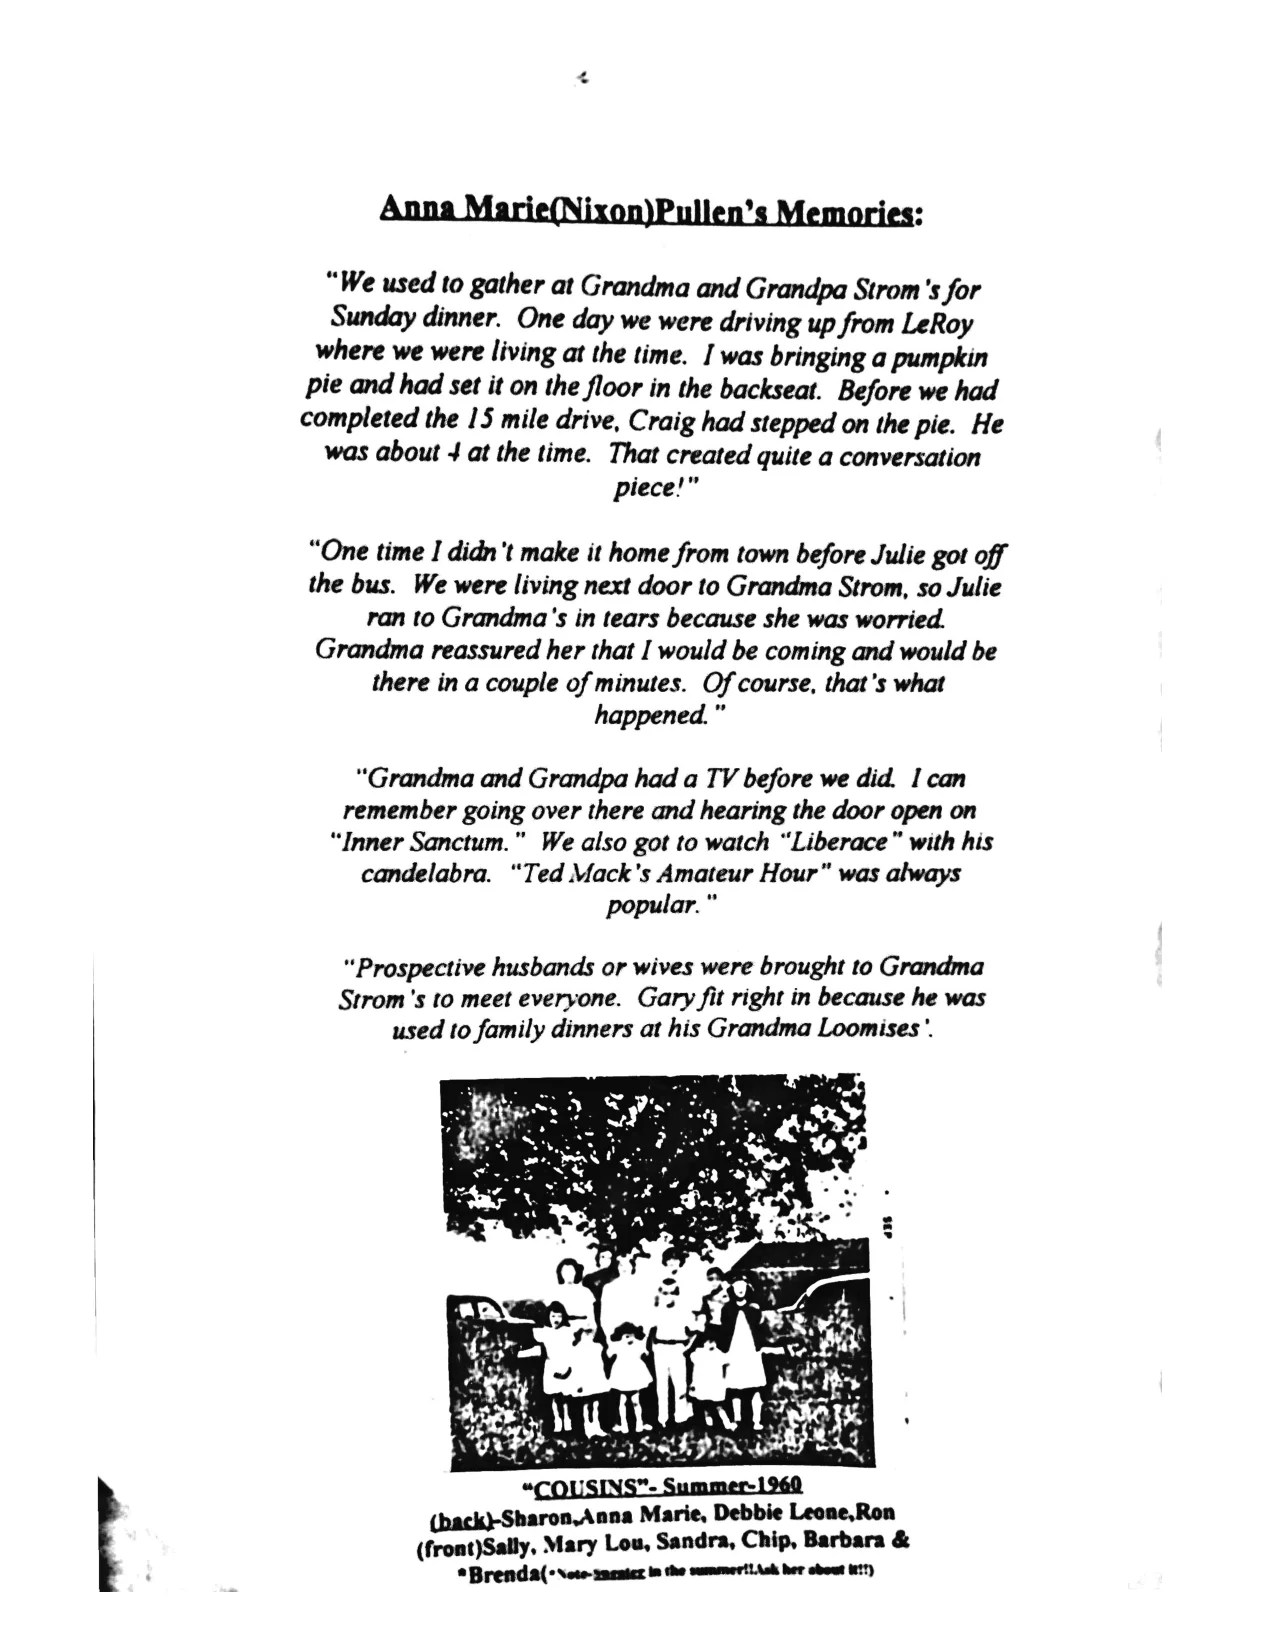 Anna Marie(Nixon)Pullen's Memories:
"We used to gather at Grandma and Grandpa Strom's for
Sunday dinner. One day we were driving up from LeRoy
where we were living at the time. I was bringing a pumpkin
pie and had set it on the floor in the backseat. Before we had
completed the 15 mile drive, Craig had stepped on the pie. He
was about 4 at the time. That created quite a conversation
piece!"
"One time I didn't make it home from town before Julie got off
the bus. We were living next door to Grandma Strom, so Julie
ran to Grandma's in tears because she was worried.
Grandma reassured her that I would be coming and would be
there in a couple of minutes. Of course, that's what
happened."
"Grandma and Grandpa had a TV before we did. I can
remember going over there and hearing the door open on
"Inner Sanctum." We also got to watch "Liberace" with his
candelabra. "Ted Mack's Amateur Hour" was always
popular."
"Prospective husbands or wives were brought to Grandma
Strom's to meet everyone. Gary fit right in because he was
used to family dinners at his Grandma Loomises'.
SEP
"COUSINS"- Summer-1960
(back)-Sharon,Anna Marie, Debbie Leone,Ron
(front)Sally, Mary Lou, Sandra, Chip, Barbara &
*Brenda(*Note- in the summer!!Ask her about it!!)